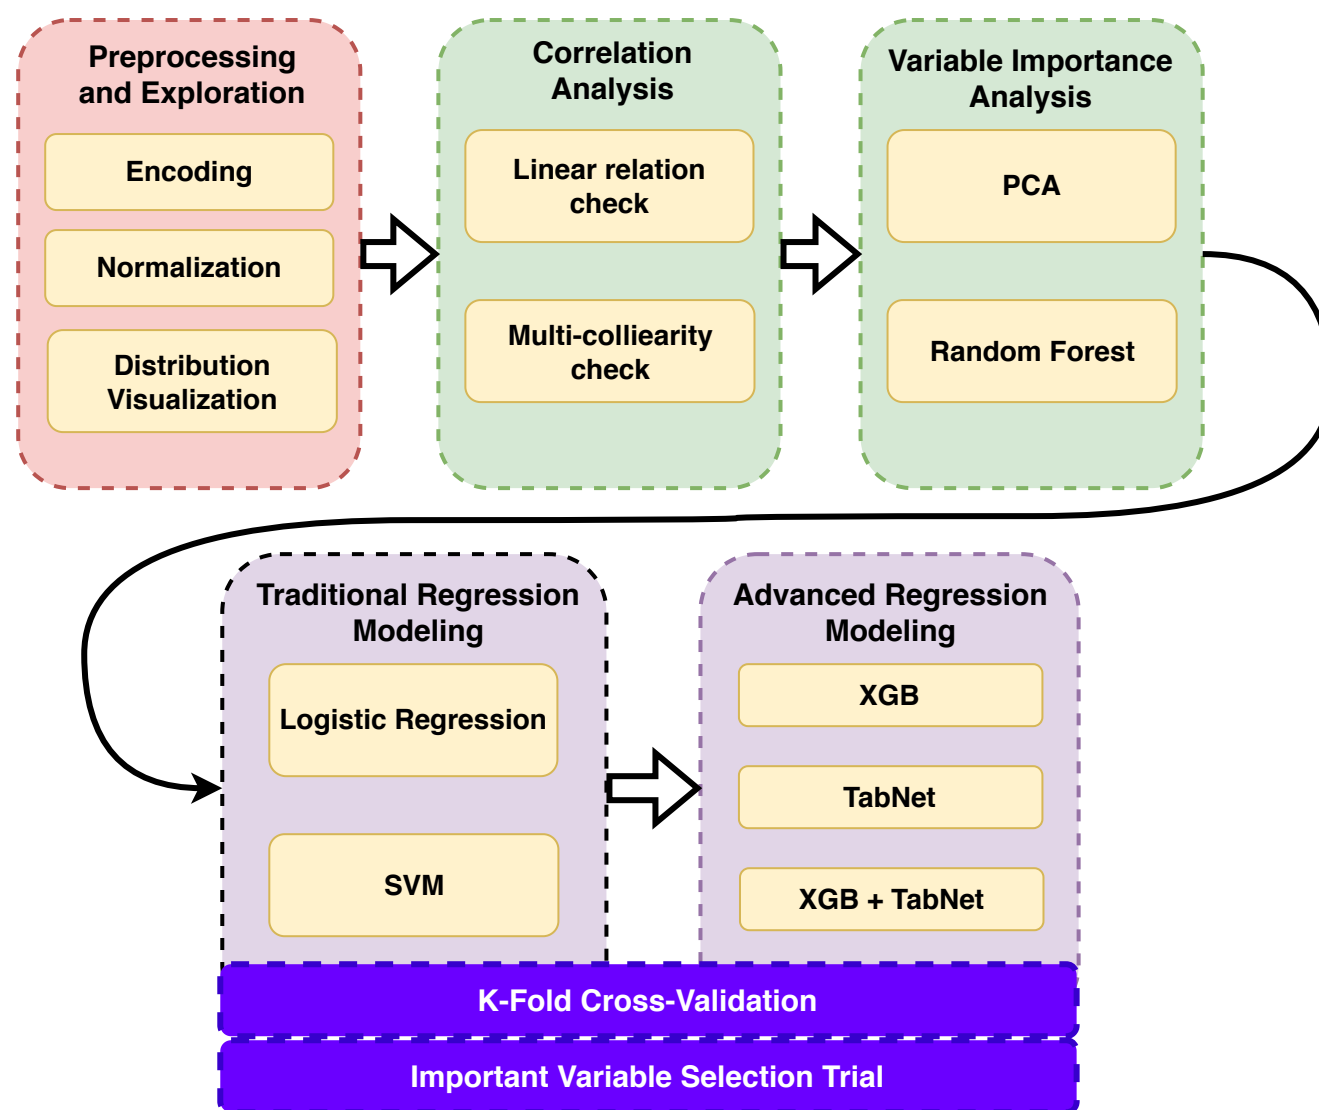 Preprocessing
and Exploration
Encoding
Normalization
Distribution
Visualization
Correlation
Analysis
Linear relation
check
Multi-colliearity
check
Variable Importance
Analysis
PCA
Random Forest
Traditional Regression
Modeling
Logistic Regression
SVM
Advanced Regression
Modeling
XGB
TabNet
XGB + TabNet
K-Fold Cross-Validation
Important Variable Selection Trial